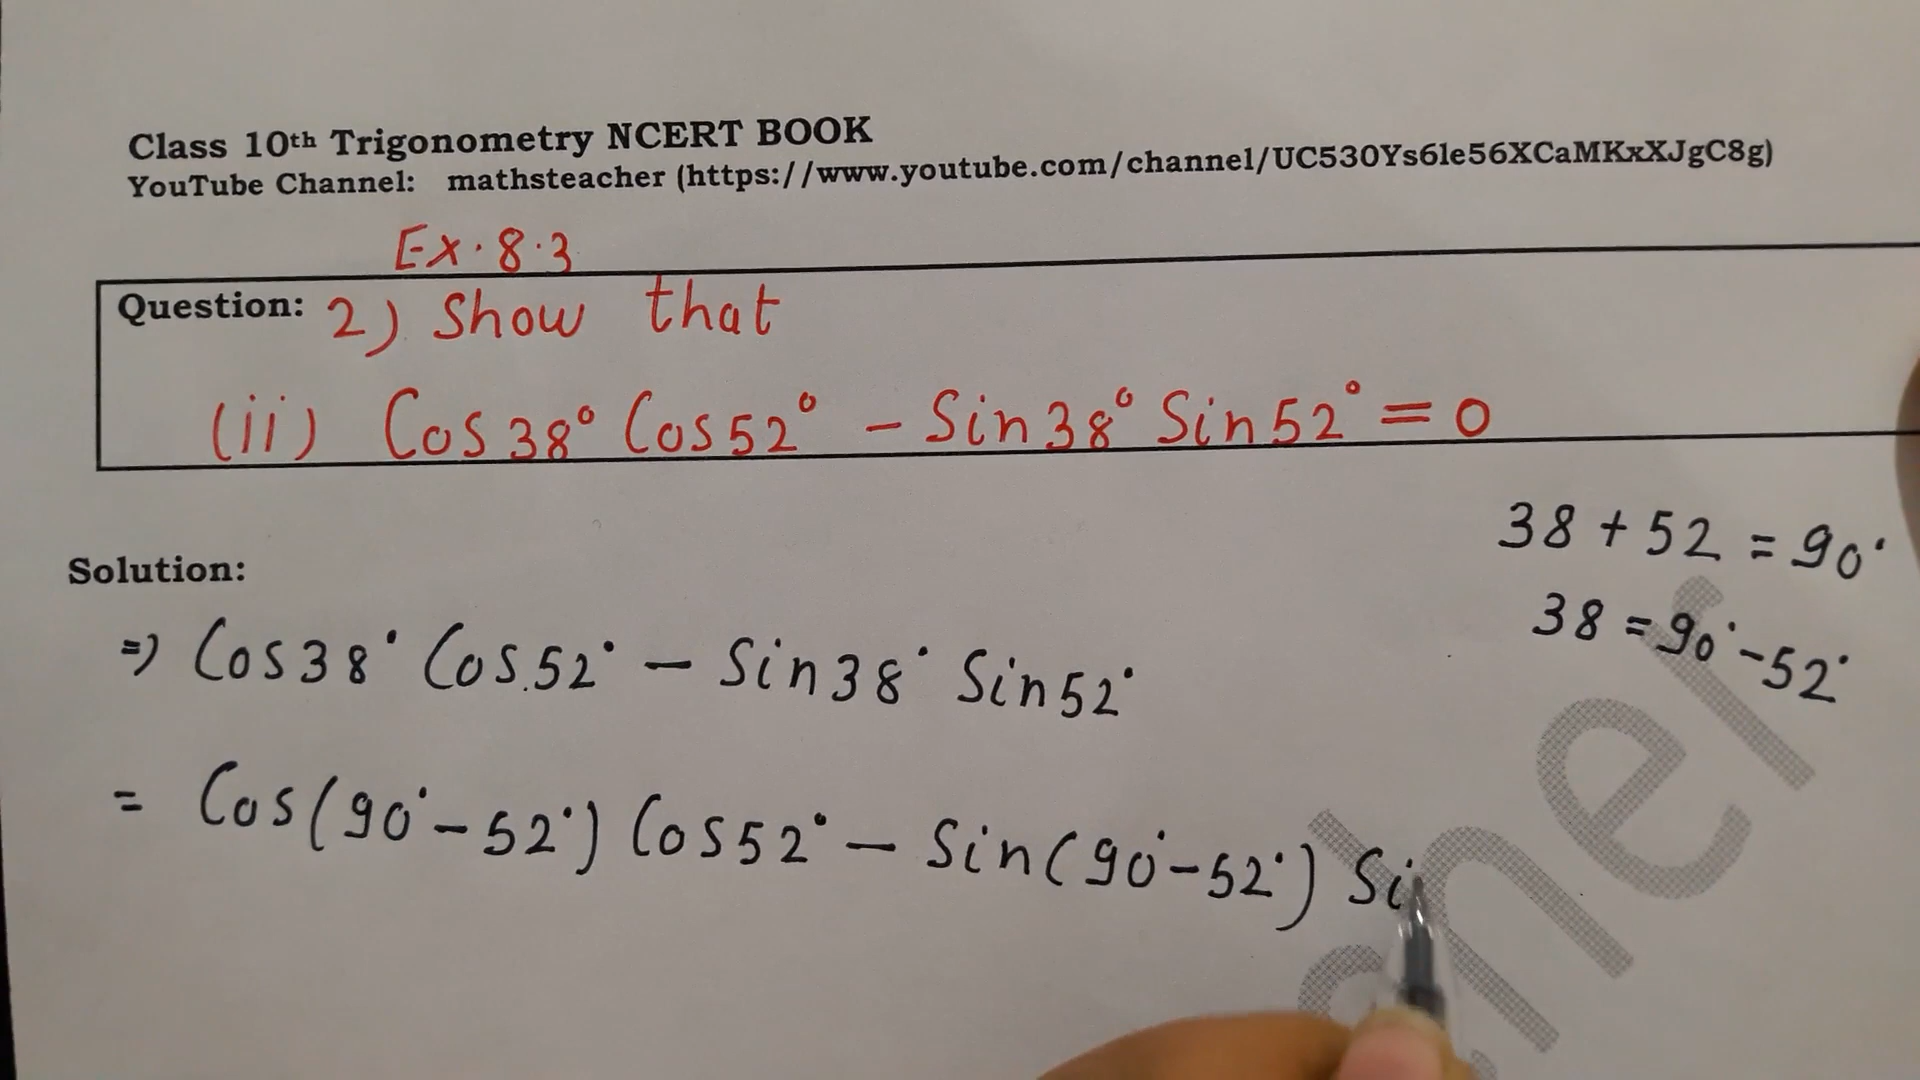 Class 10th Trigonometry NCERT BOOK
YouTube Channel: mathsteacher (https://www.youtube.com/channel/UC530Ys6le56XCaMKxXJgC8g)
Ex. 8.3
Question: 2) Show that
(ii) Cos 38° Cos 52° - Sin 38° Sin 52° = 0
38 + 52 = 90°
Solution:
38 = 90° - 52°
=) Cos 38° Cos 52° - Sin 38° Sin 52°
= Cos (90° - 52°) Cos 52° - Sin (90° - 52°) Si